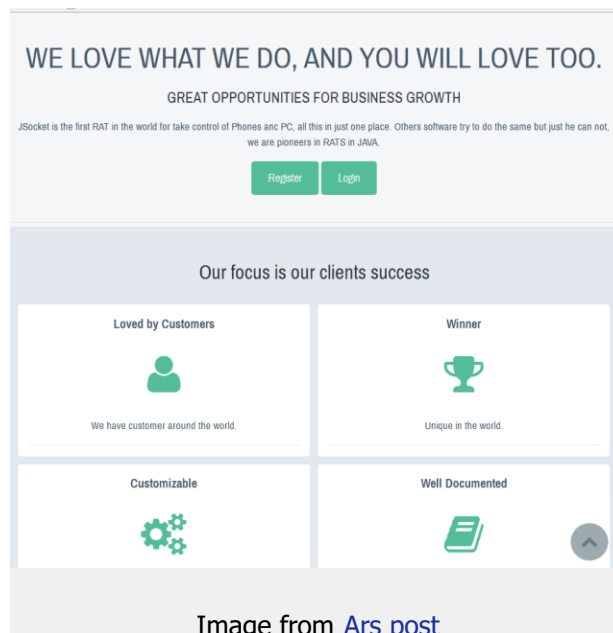 WE LOVE WHAT WE DO, AND YOU WILL LOVE TOO.
GREAT OPPORTUNITIES FOR BUSINESS GROWTH
JSocket is the first RAT in the world for take control of Phones anc PC, all this in just one place. Others software try to do the same but just he can not,
we are pioneers in RATS in JAVA.
Register Login
Our focus is our clients success
Loved by Customers
We have customer around the world.
Winner
Unique in the world.
Customizable
Well Documented
Image from Ars post